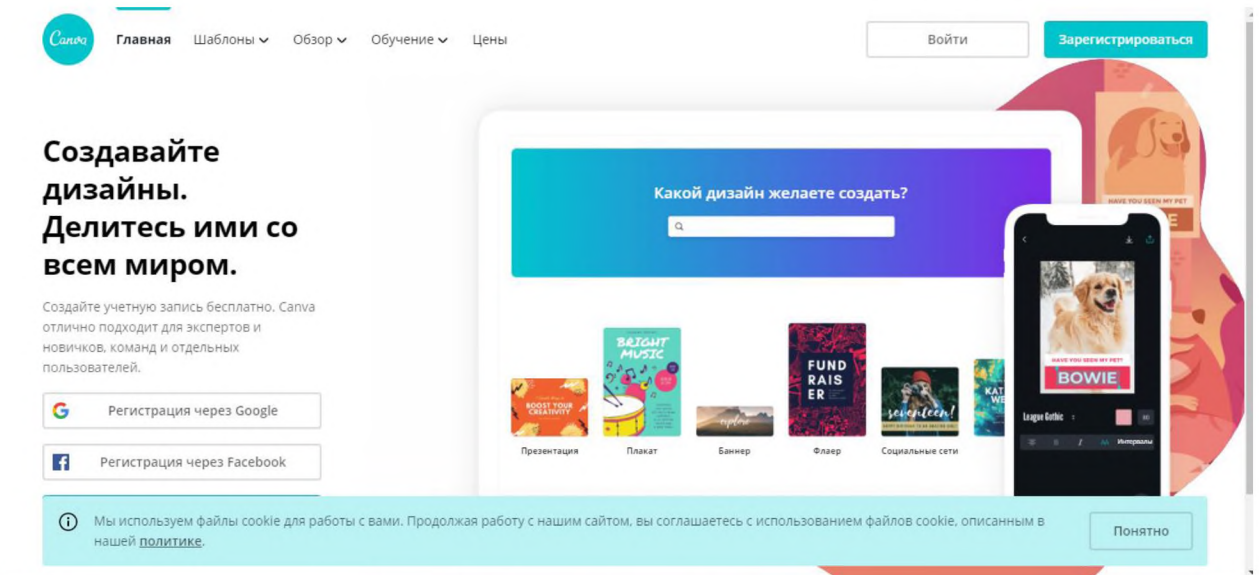 Canva
Главная Шаблоны Обзор Обучение Цены
Войти
Зарегистрироваться
Создавайте
дизайны.
Делитесь ими со
всем миром.
Создайте учетную запись бесплатно. Canva
отлично подходит для экспертов и
новичков, команд и отдельных
пользователей.
Регистрация через Google
Регистрация через Facebook
Какой дизайн желаете создать?
BOOST YOUR
CREATIVITY
BRIGHT
MUSIC
explore
FUND
RAIS
ER
seventeen!
KAT
WE
Презентация
Плакат
Баннер
Флаер
Социальные сети
HAVE YOU SEEN MY PET
E
HAVE YOU SEEN MY PET?
BOWIE
League Gothic
I AA Интервалы
Мы используем файлы cookie для работы с вами. Продолжая работу с нашим сайтом, вы соглашаетесь с использованием файлов cookie, описанным в
нашей политике.
Понятно